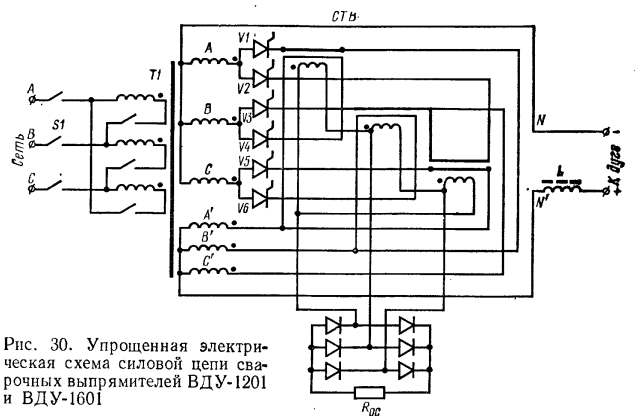 СТВ
A
V1
T1
V2
A
B
V3
V4
B
S1
Сеть
C
C
V5
V6
N
-
L
+К дуге
N'
A'
B'
C'
Rос
Рис. 30. Упрощенная электри-
ческая схема силовой цепи сва-
рочных выпрямителей ВДУ-1201
и ВДУ-1601